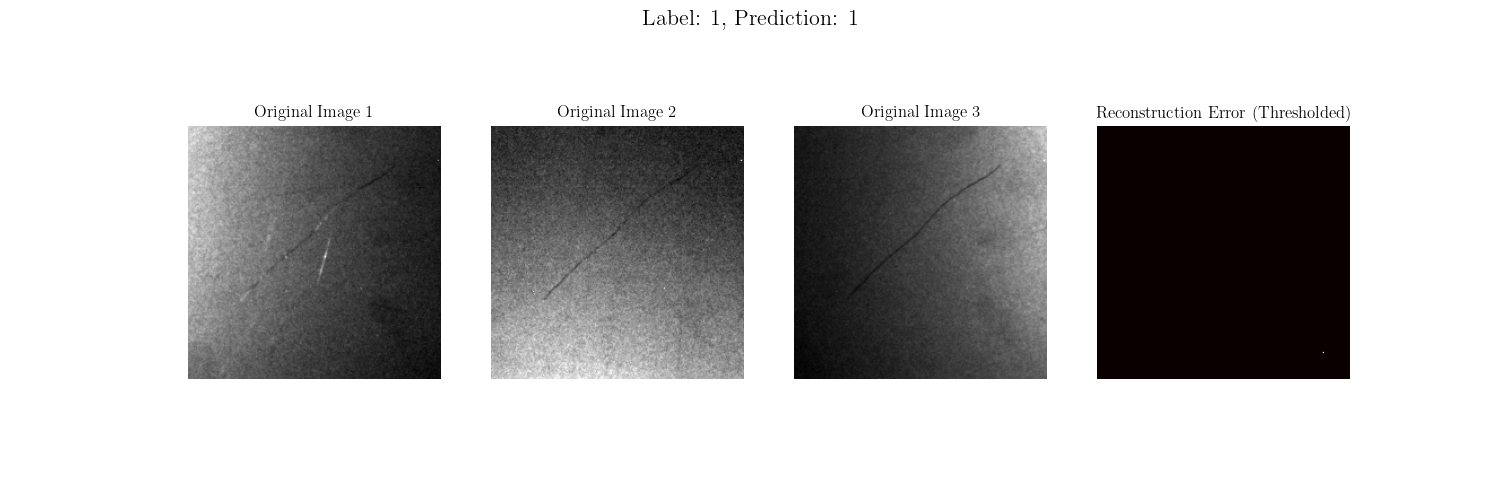 Label: 1, Prediction: 1
Original Image 1
Original Image 2
Original Image 3
Reconstruction Error (Thresholded)